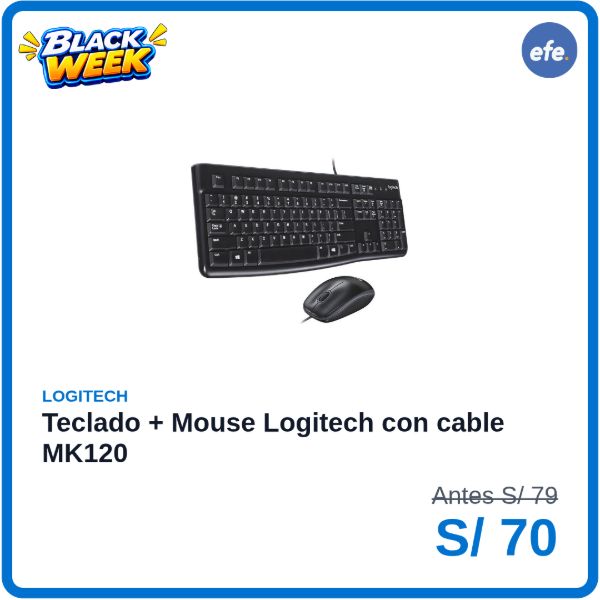 BLACK
WEEK
efe.
LOGITECH
Teclado + Mouse Logitech con cable
MK120
Antes S/ 79
S/ 70